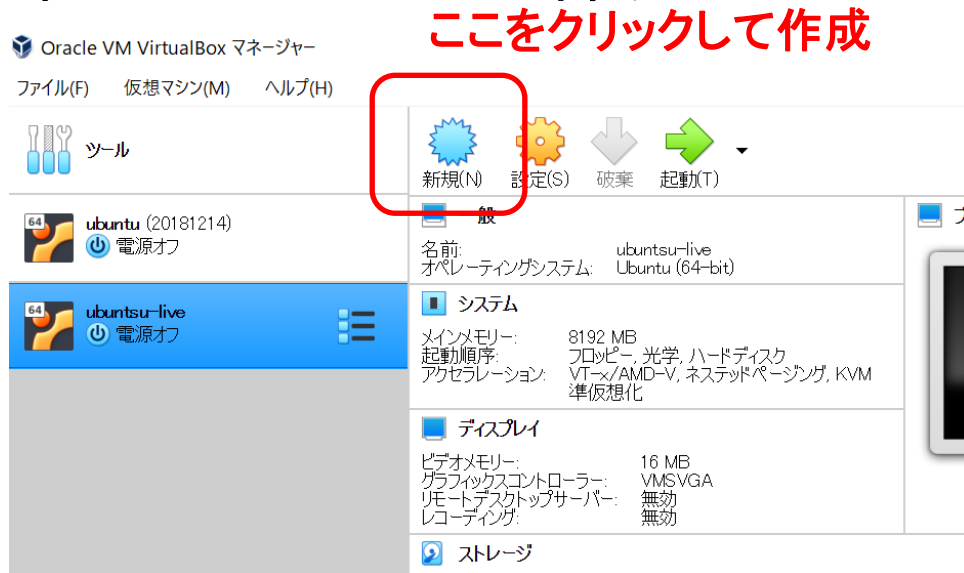 ここをクリックして作成
Oracle VM VirtualBox マネージャー
ファイル(F) 仮想マシン(M) ヘルプ(H)
ツール
新規(N) 設定(S) 破棄 起動(T)
64 ubuntu (20181214)
電源オフ
64 ubuntsu-live
電源オフ
一般
名前: ubuntsu-live
オペレーティングシステム: Ubuntu (64-bit)
システム
メインメモリー: 8192 MB
起動順序: フロッピー, 光学, ハードディスク
アクセラレーション: VT-x/AMD-V, ネステッドページング, KVM
準仮想化
ディスプレイ
ビデオメモリー: 16 MB
グラフィックスコントローラー: VMSVGA
リモートデスクトップサーバー: 無効
レコーディング: 無効
ストレージ